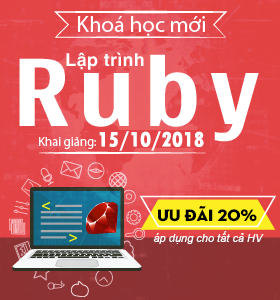 Khoá học mới
Lập trình
Ruby
Khai giảng: 15/10/2018
ƯU ĐÃI 20%
áp dụng cho tất cả HV